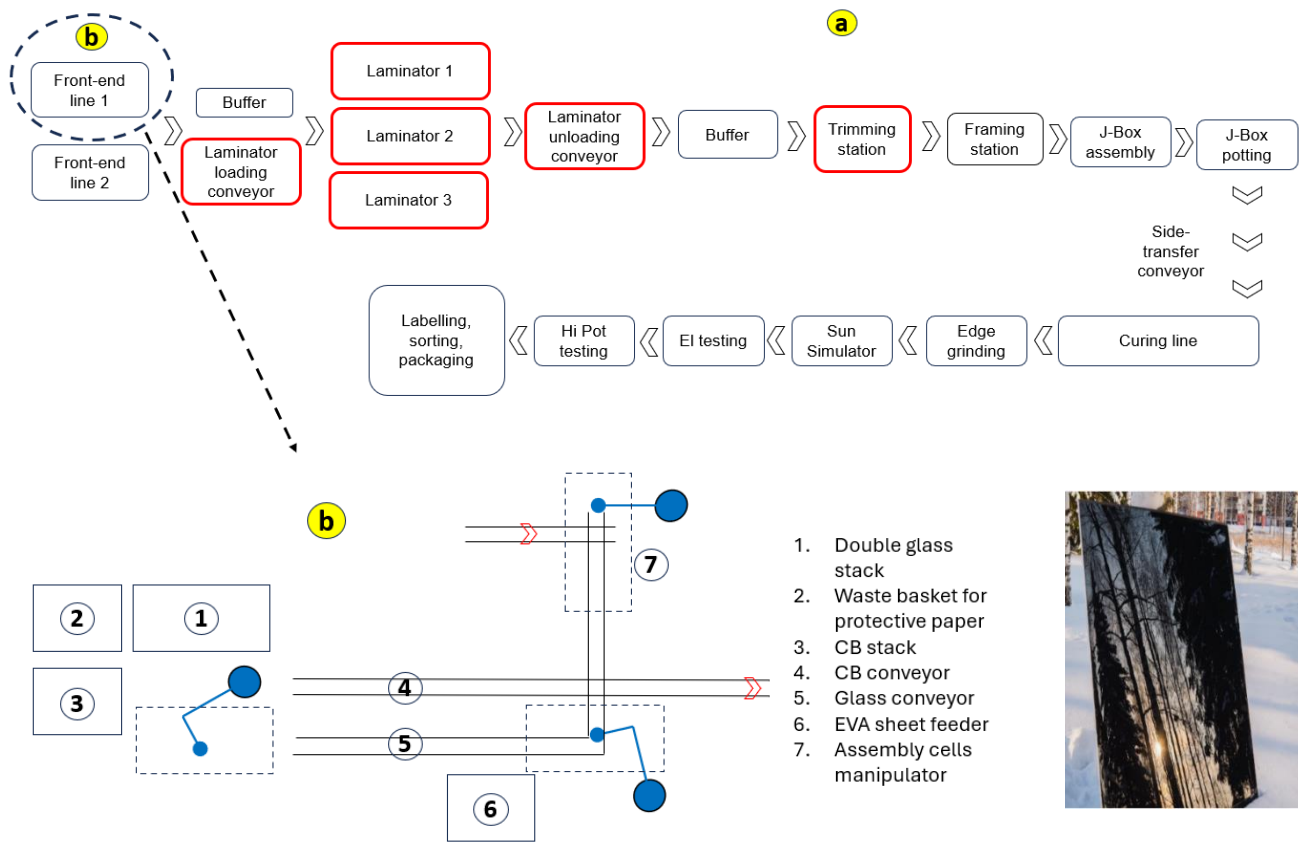 b
a
Front-end
line 1
Front-end
line 2
Buffer
Laminator
loading
conveyor
Laminator 1
Laminator 2
Laminator 3
Laminator
unloading
conveyor
Buffer
Trimming
station
Framing
station
J-Box
assembly
J-Box
potting
Side-
transfer
conveyor
Labelling,
sorting,
packaging
Hi Pot
testing
El testing
Sun
Simulator
Edge
grinding
Curing line
b
7
2
1
3
4
5
6
1. Double glass
stack
2. Waste basket for
protective paper
3. CB stack
4. CB conveyor
5. Glass conveyor
6. EVA sheet feeder
7. Assembly cells
manipulator